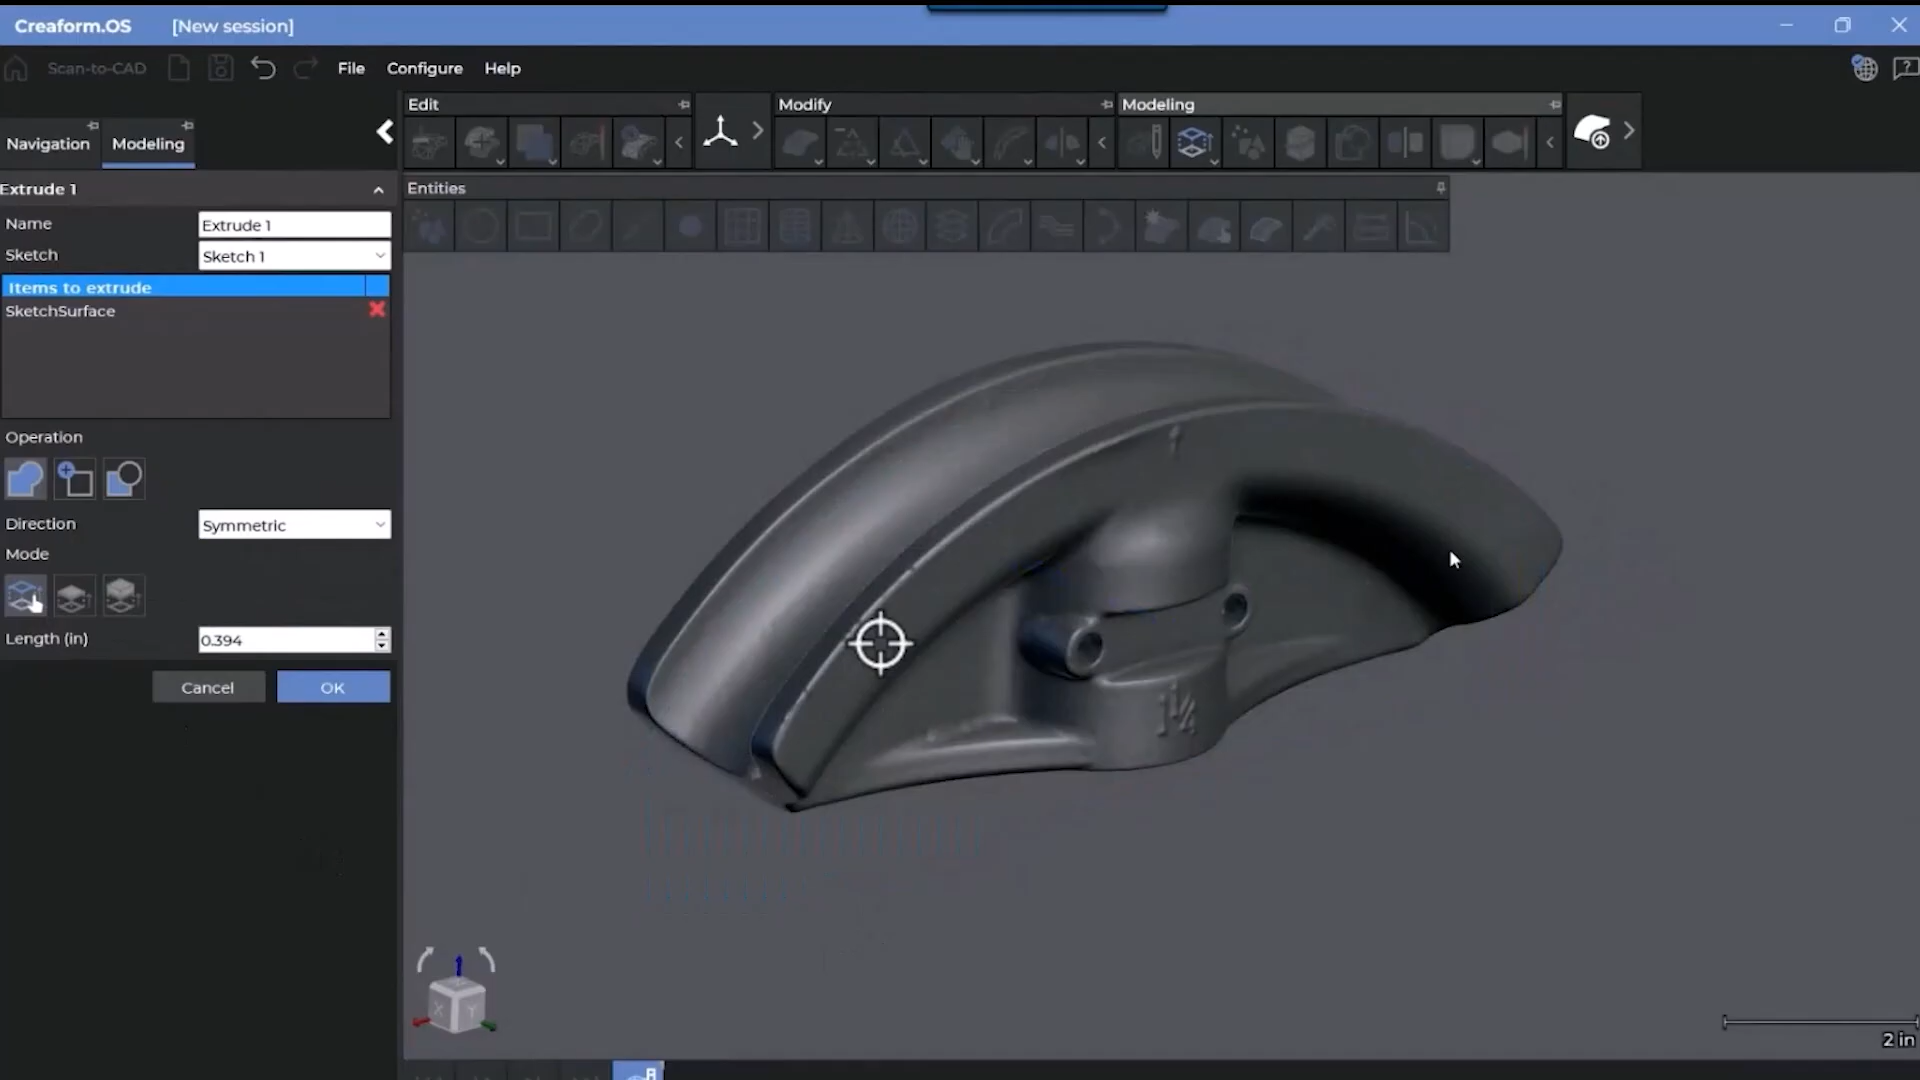 Creaform.OS [New session]
Scan-to-CAD File Configure Help
Edit Modify Modeling
Navigation Modeling
Entities
Extrude 1
Name Extrude 1
Sketch Sketch 1
Items to extrude
SketchSurface
Operation
Direction Symmetric
Mode
Length (in) 0.394
Cancel OK
1¼
X Y
2 in